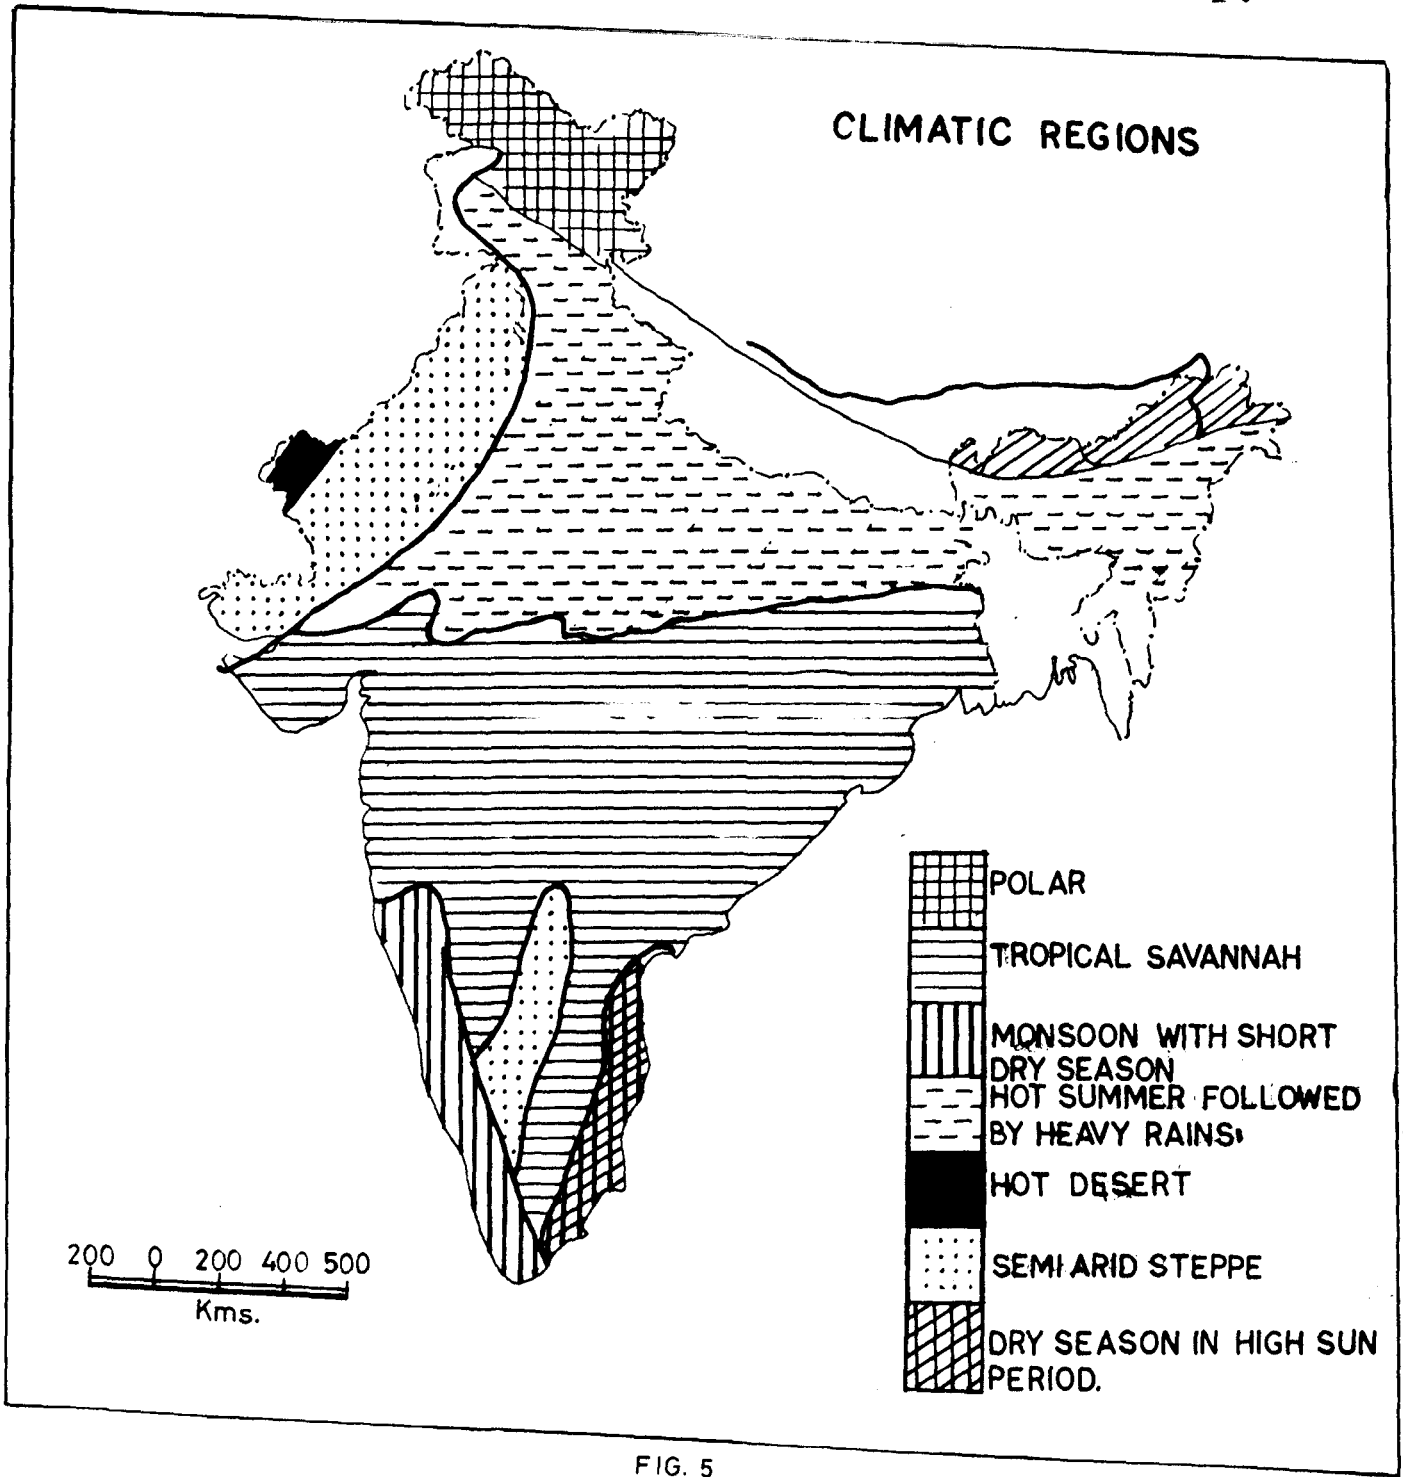 CLIMATIC REGIONS
POLAR
TROPICAL SAVANNAH
MONSOON WITH SHORT
DRY SEASON
HOT SUMMER FOLLOWED
BY HEAVY RAINS.
HOT DESERT
SEMI ARID STEPPE
DRY SEASON IN HIGH SUN
PERIOD.
200 0 200 400 500
Kms.
FIG. 5